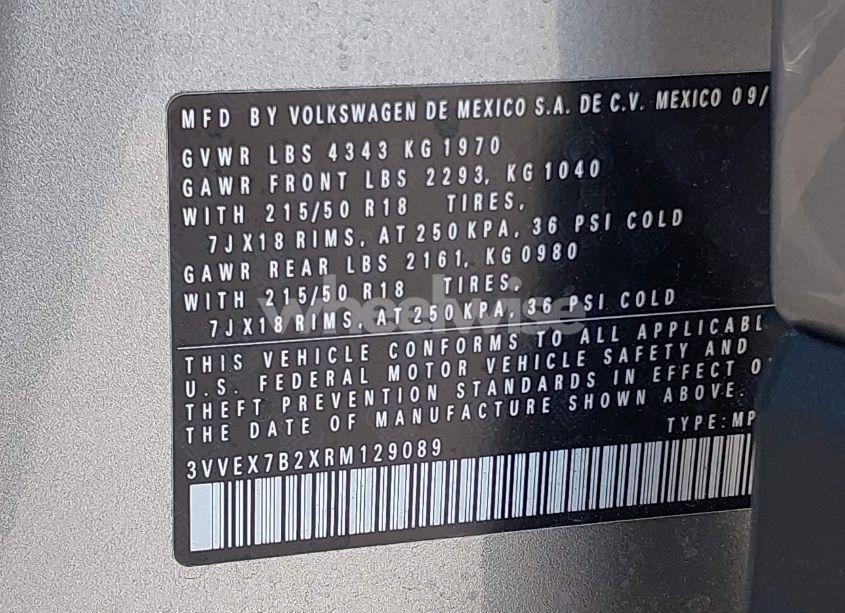 MFD BY VOLKSWAGEN DE MEXICO S.A. DE C.V. MEXICO 09/
GVWR LBS 4343 KG 1970
GAWR FRONT LBS 2293, KG 1040
WITH 215/50 R18 TIRES,
7JX18 RIMS, AT 250 KPA, 36 PSI COLD
GAWR REAR LBS 2161, KG 0980
WITH 215/50 R18 TIRES,
7JX18 RIMS, AT 250 KPA, 36 PSI COLD
wheelwise
THIS VEHICLE CONFORMS TO ALL APPLICABL
U.S. FEDERAL MOTOR VEHICLE SAFETY AND
THEFT PREVENTION STANDARDS IN EFFECT O
THE DATE OF MANUFACTURE SHOWN ABOVE.
TYPE: MP
3VVEX7B2XRM129089